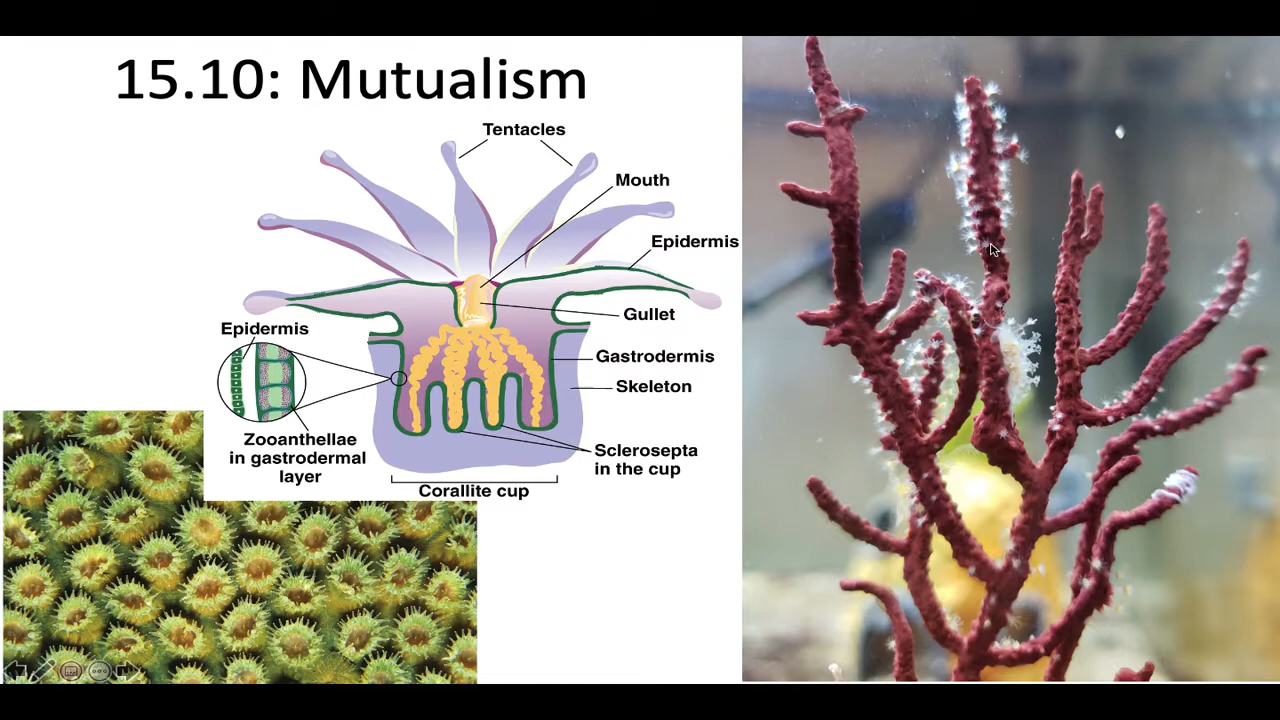 15.10: Mutualism
Tentacles
Mouth
Epidermis
Gullet
Epidermis
Gastrodermis
Skeleton
Zooanthellae
in gastrodermal
layer
Sclerosepta
in the cup
Corallite cup